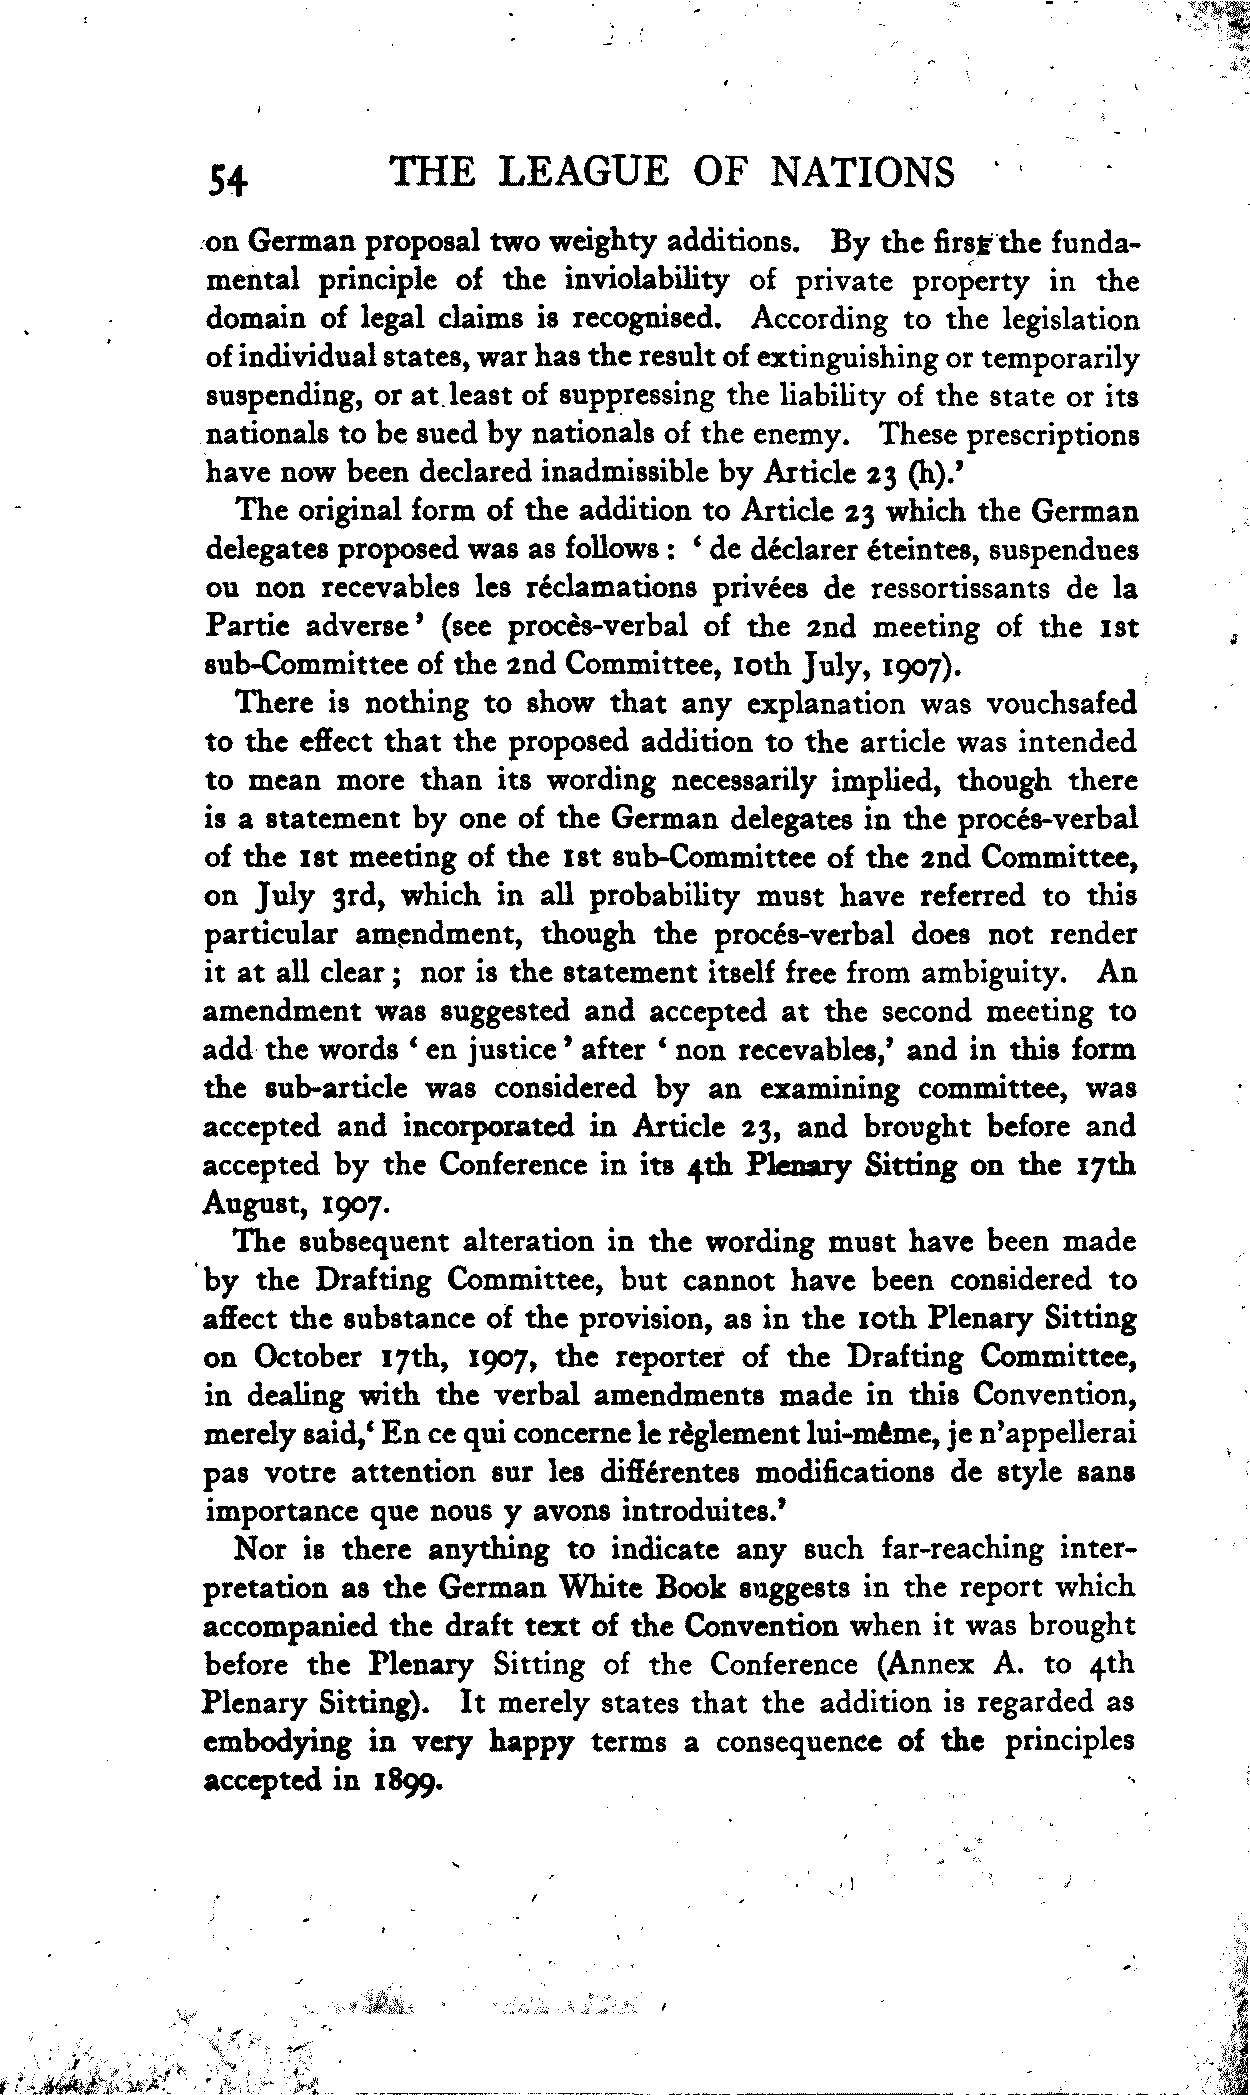 54 THE LEAGUE OF NATIONS
on German proposal two weighty additions. By the first the funda-
mental principle of the inviolability of private property in the
domain of legal claims is recognised. According to the legislation
of individual states, war has the result of extinguishing or temporarily
suspending, or at least of suppressing the liability of the state or its
nationals to be sued by nationals of the enemy. These prescriptions
have now been declared inadmissible by Article 23 (h).’
The original form of the addition to Article 23 which the German
delegates proposed was as follows : ‘ de déclarer éteintes, suspendues
ou non recevables les réclamations privées de ressortissants de la
Partie adverse’ (see procès-verbal of the 2nd meeting of the 1st
sub-Committee of the 2nd Committee, 10th July, 1907).
There is nothing to show that any explanation was vouchsafed
to the effect that the proposed addition to the article was intended
to mean more than its wording necessarily implied, though there
is a statement by one of the German delegates in the procés-verbal
of the 1st meeting of the 1st sub-Committee of the 2nd Committee,
on July 3rd, which in all probability must have referred to this
particular amendment, though the procés-verbal does not render
it at all clear ; nor is the statement itself free from ambiguity. An
amendment was suggested and accepted at the second meeting to
add the words ‘ en justice ’ after ‘ non recevables,’ and in this form
the sub-article was considered by an examining committee, was
accepted and incorporated in Article 23, and brought before and
accepted by the Conference in its 4th Plenary Sitting on the 17th
August, 1907.
The subsequent alteration in the wording must have been made
by the Drafting Committee, but cannot have been considered to
affect the substance of the provision, as in the 10th Plenary Sitting
on October 17th, 1907, the reporter of the Drafting Committee,
in dealing with the verbal amendments made in this Convention,
merely said,‘ En ce qui concerne le règlement lui-même, je n’appellerai
pas votre attention sur les différentes modifications de style sans
importance que nous y avons introduites.’
Nor is there anything to indicate any such far-reaching inter-
pretation as the German White Book suggests in the report which
accompanied the draft text of the Convention when it was brought
before the Plenary Sitting of the Conference (Annex A. to 4th
Plenary Sitting). It merely states that the addition is regarded as
embodying in very happy terms a consequence of the principles
accepted in 1899.